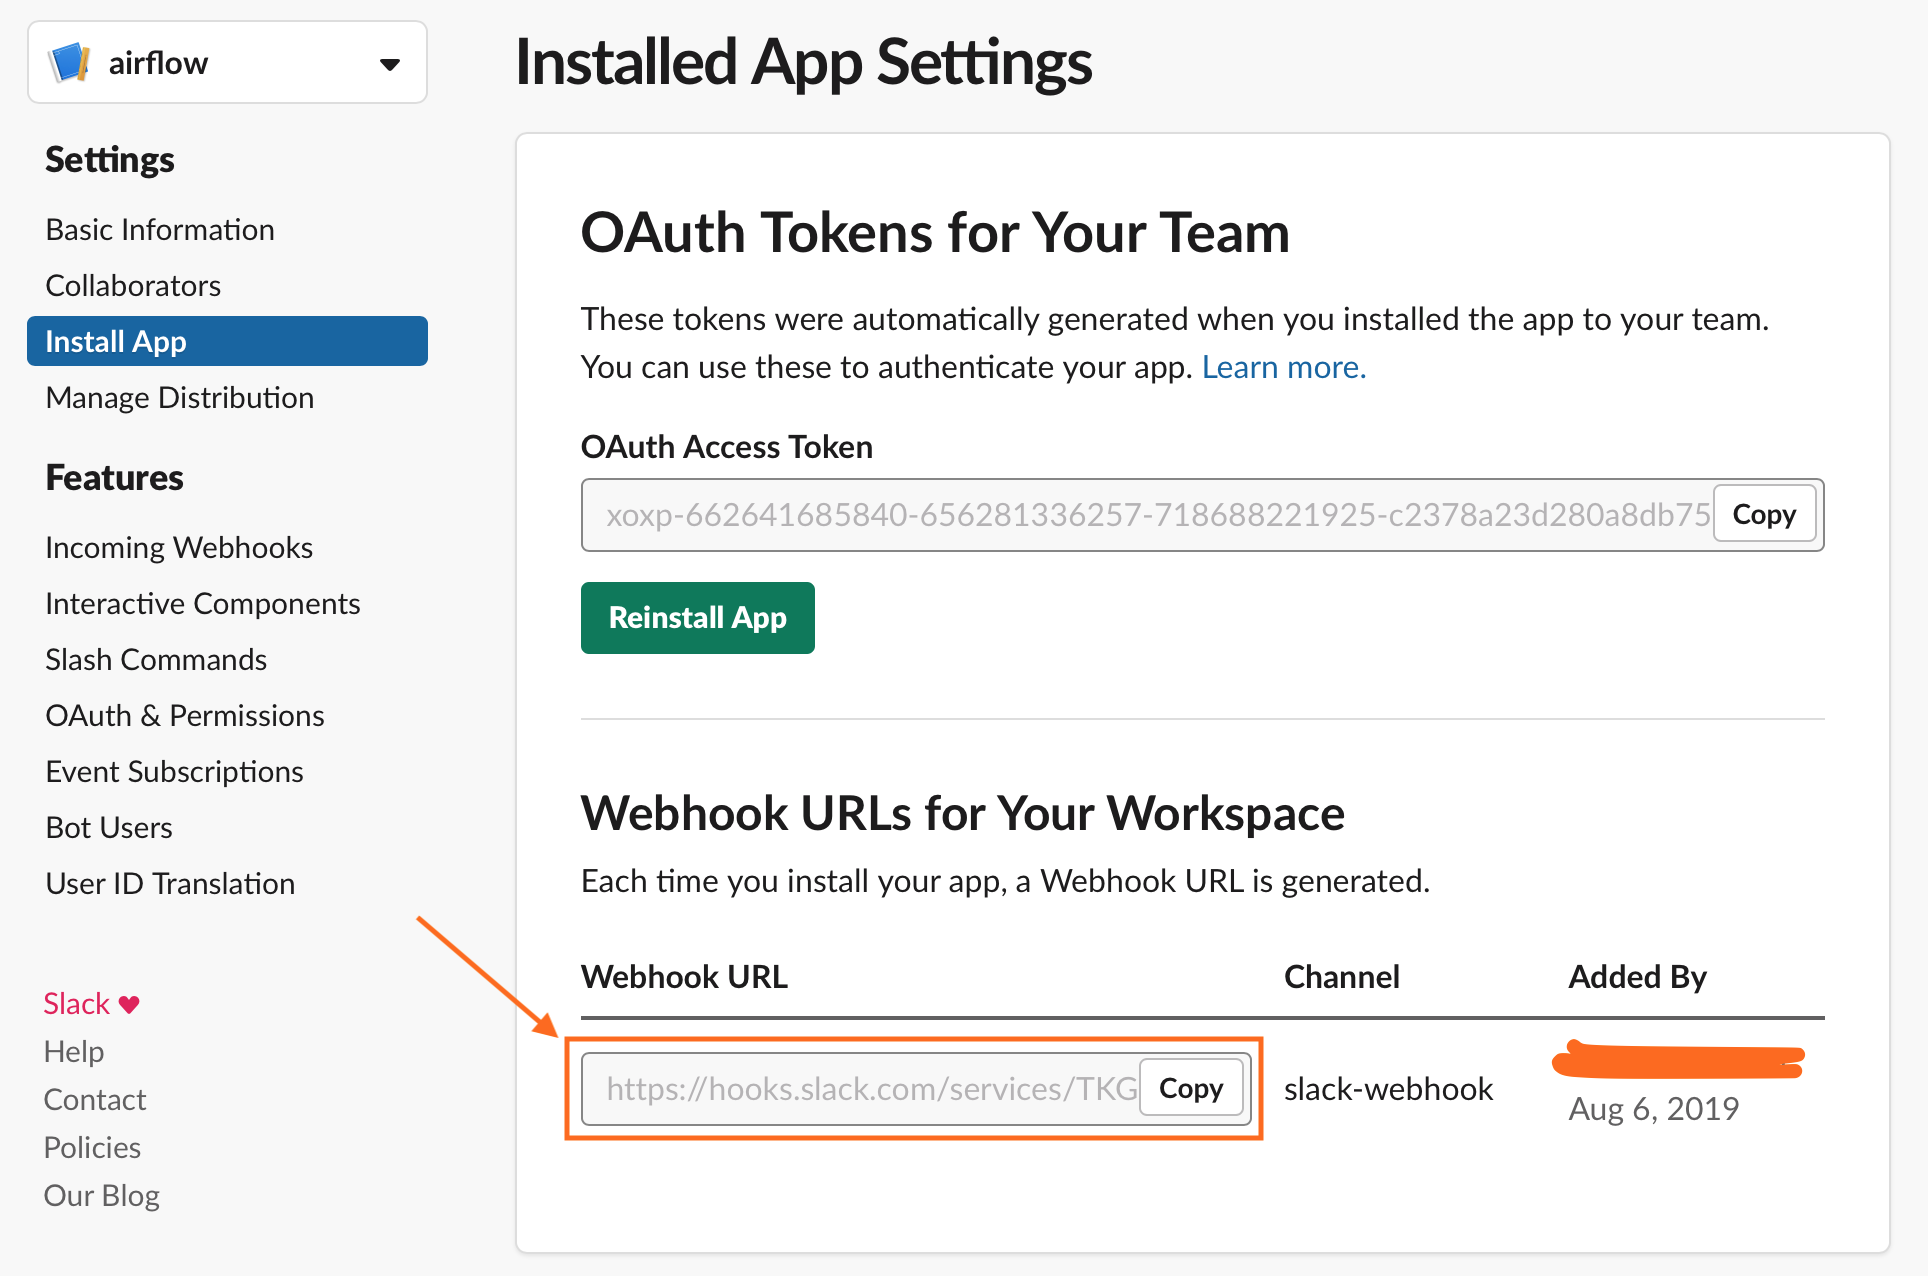 airflow
Installed App Settings
Settings
Basic Information
Collaborators
Install App
Manage Distribution
Features
Incoming Webhooks
Interactive Components
Slash Commands
OAuth & Permissions
Event Subscriptions
Bot Users
User ID Translation
Slack ♥
Help
Contact
Policies
Our Blog
OAuth Tokens for Your Team
These tokens were automatically generated when you installed the app to your team.
You can use these to authenticate your app. Learn more.
OAuth Access Token
xoxp-662641685840-656281336257-718688221925-c2378a23d280a8db75 Copy
Reinstall App
Webhook URLs for Your Workspace
Each time you install your app, a Webhook URL is generated.
Webhook URL Channel Added By
https://hooks.slack.com/services/TKG Copy slack-webhook
Aug 6, 2019